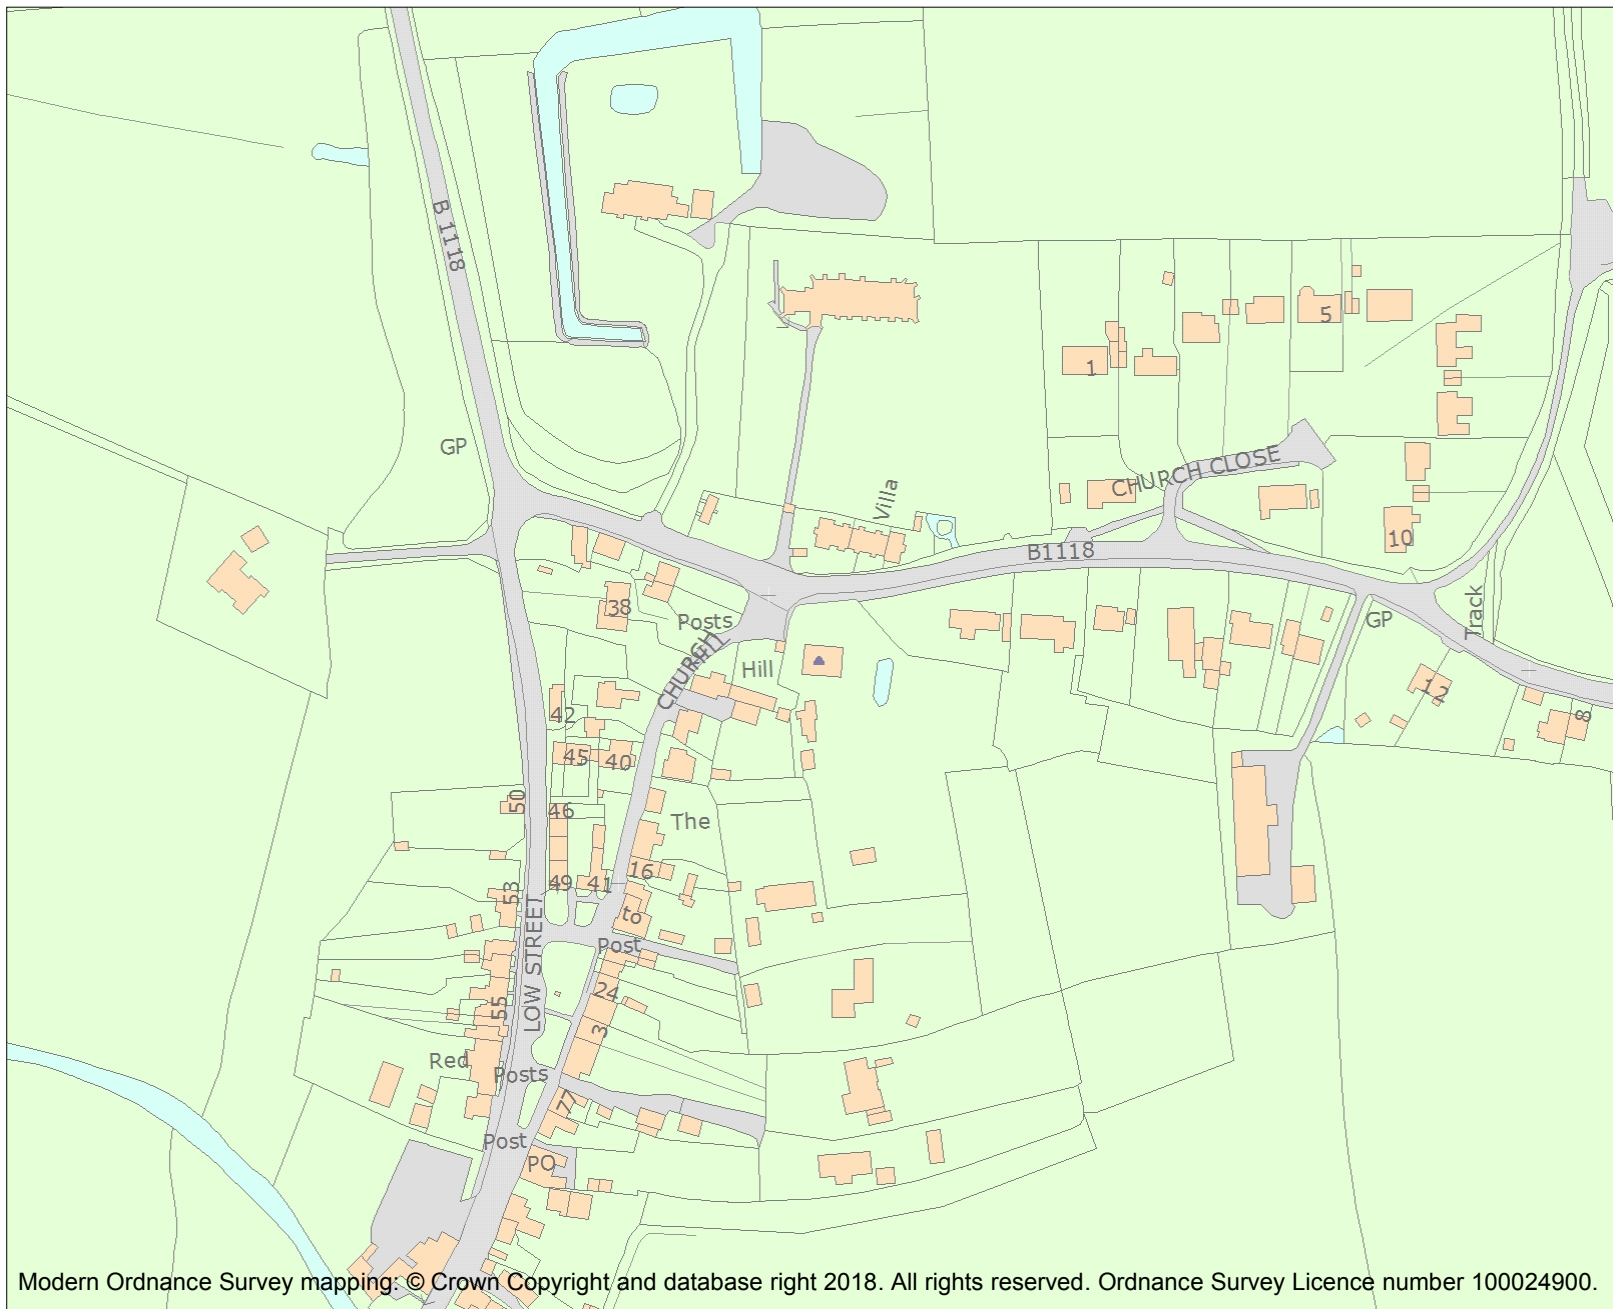 B 1118
5
1
GP
CHURCH CLOSE
Villa
10
B1118
38
Posts
GP
Track
CHURCH
HILL
Hill
12
8
42
45
40
50
46
The
16
49
41
53
to
LOW STREET
Post
24
55
3
Red
Posts
77
Post
PO
Modern Ordnance Survey mapping: © Crown Copyright and database right 2018. All rights reserved. Ordnance Survey Licence number 100024900.